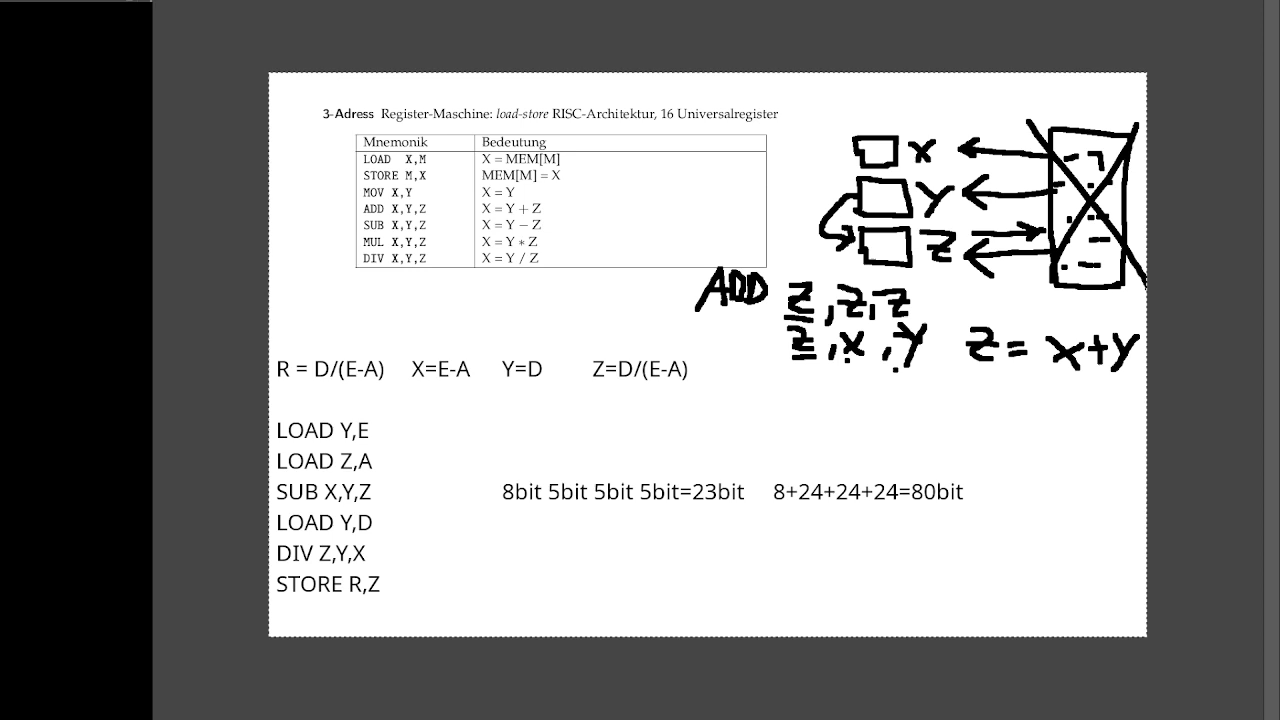 3-Adress Register-Maschine: load-store RISC-Architektur, 16 Universalregister
Mnemonik Bedeutung
LOAD X,M X = MEM[M]
STORE M,X MEM[M] = X
MOV X,Y X = Y
ADD X,Y,Z X = Y + Z
SUB X,Y,Z X = Y − Z
MUL X,Y,Z X = Y * Z
DIV X,Y,Z X = Y / Z
X
Y
Z
ADD Z,Z,Z
Z,X,Y Z = X+Y
R = D/(E-A) X=E-A Y=D Z=D/(E-A)
LOAD Y,E
LOAD Z,A
SUB X,Y,Z 8bit 5bit 5bit 5bit=23bit 8+24+24+24=80bit
LOAD Y,D
DIV Z,Y,X
STORE R,Z